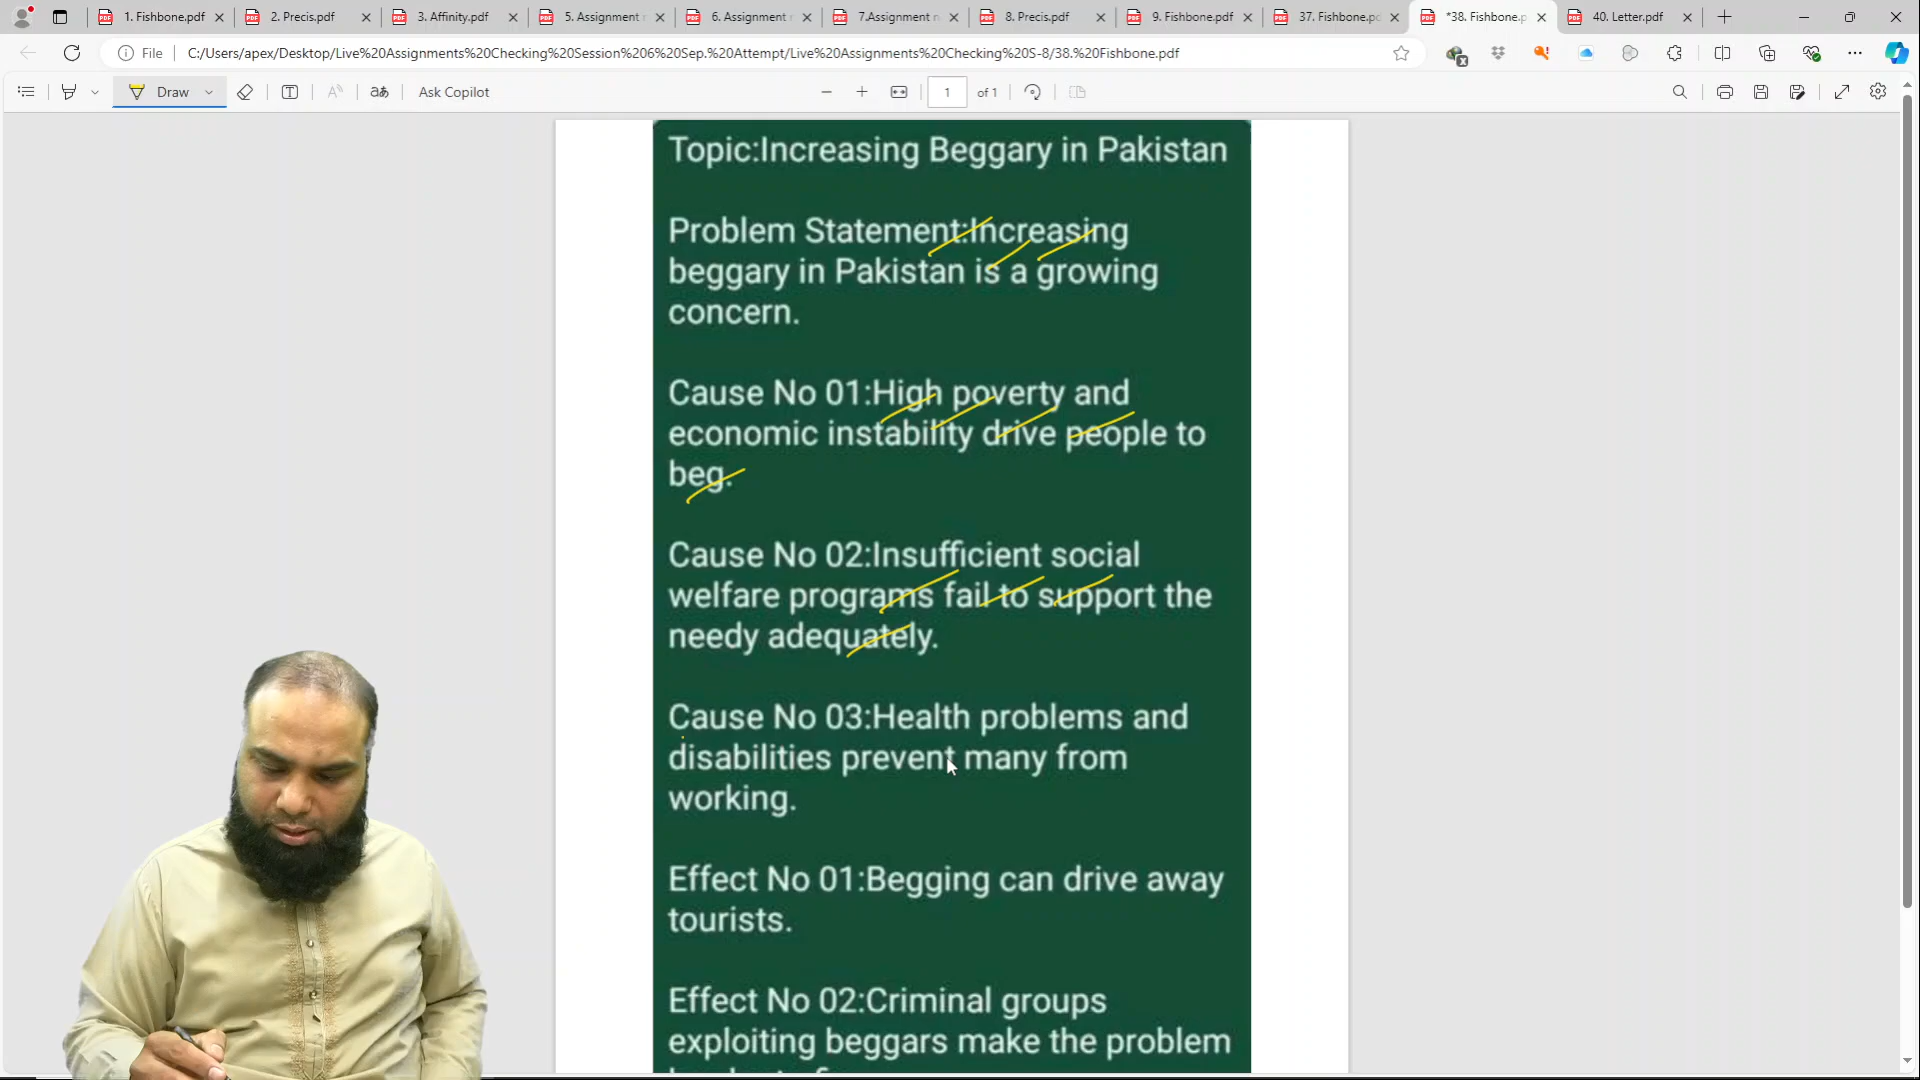 1. Fishbone.pdf
2. Precis.pdf
3. Affinity.pdf
5. Assignment
6. Assignment
7.Assignment
8. Precis.pdf
9. Fishbone.pdf
37. Fishbone.p
*38. Fishbone.p
40. Letter.pdf
File
C:/Users/apex/Desktop/Live%20Assignments%20Checking%20Session%206%20Sep.%20Attempt/Live%20Assignments%20Checking%20S-8/38.%20Fishbone.pdf
Draw
Ask Copilot
1 of 1
Topic:Increasing Beggary in Pakistan
Problem Statement:Increasing
beggary in Pakistan is a growing
concern.
Cause No 01:High poverty and
economic instability drive people to
beg.
Cause No 02:Insufficient social
welfare programs fail to support the
needy adequately.
Cause No 03:Health problems and
disabilities prevent many from
working.
Effect No 01:Begging can drive away
tourists.
Effect No 02:Criminal groups
exploiting beggars make the problem